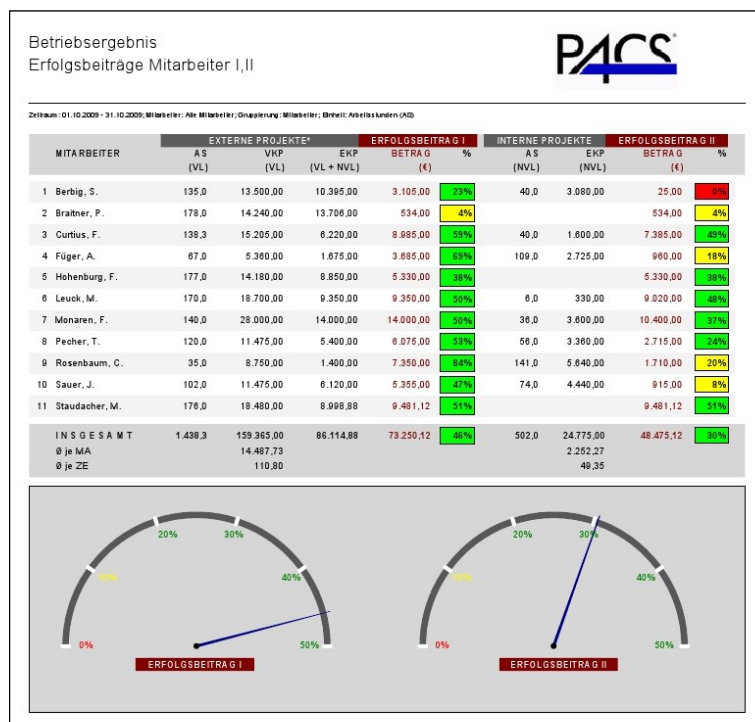 Betriebsergebnis
Erfolgsbeiträge Mitarbeiter I,II
PACS
Zeitraum: 01.10.2009 - 31.10.2009; Mitarbeiter: Alle Mitarbeiter; Gruppierung: Mitarbeiter; Einheit: Arbeitsstunden (AS)
EXTERNE PROJEKTE* ERFOLGSBEITRAG I INTERNE PROJEKTE ERFOLGSBEITRAG II
MITARBEITER AS VKP EKP BETRAG % AS EKP BETRAG %
(VL) (VL) (VL + NVL) (€) (NVL) (NVL) (€)
1 Berbig, S. 135,0 13.500,00 10.395,00 3.105,00 23% 40,0 3.080,00 25,00 0%
2 Braitner, P. 178,0 14.240,00 13.706,00 534,00 4% 534,00 4%
3 Curtius, F. 138,3 15.205,00 6.220,00 8.985,00 59% 40,0 1.600,00 7.385,00 49%
4 Füger, A. 67,0 5.360,00 1.675,00 3.685,00 69% 109,0 2.725,00 960,00 18%
5 Hohenburg, F. 177,0 14.180,00 8.850,00 5.330,00 38% 5.330,00 38%
6 Leuck, M. 170,0 18.700,00 9.350,00 9.350,00 50% 6,0 330,00 9.020,00 48%
7 Monaren, F. 140,0 28.000,00 14.000,00 14.000,00 50% 36,0 3.600,00 10.400,00 37%
8 Pecher, T. 120,0 11.475,00 5.400,00 6.075,00 53% 56,0 3.360,00 2.715,00 24%
9 Rosenbaum, C. 35,0 8.750,00 1.400,00 7.350,00 84% 141,0 5.640,00 1.710,00 20%
10 Sauer, J. 102,0 11.475,00 6.120,00 5.355,00 47% 74,0 4.440,00 915,00 8%
11 Staudacher, M. 176,0 18.480,00 8.998,88 9.481,12 51% 9.481,12 51%
INSGESAMT 1.438,3 159.365,00 86.114,88 73.250,12 46% 502,0 24.775,00 48.475,12 30%
Ø je MA 14.487,73 2.252,27
Ø je ZE 110,80 49,35
0% 10% 20% 30% 40% 50%
ERFOLGSBEITRAG I
0% 10% 20% 30% 40% 50%
ERFOLGSBEITRAG II